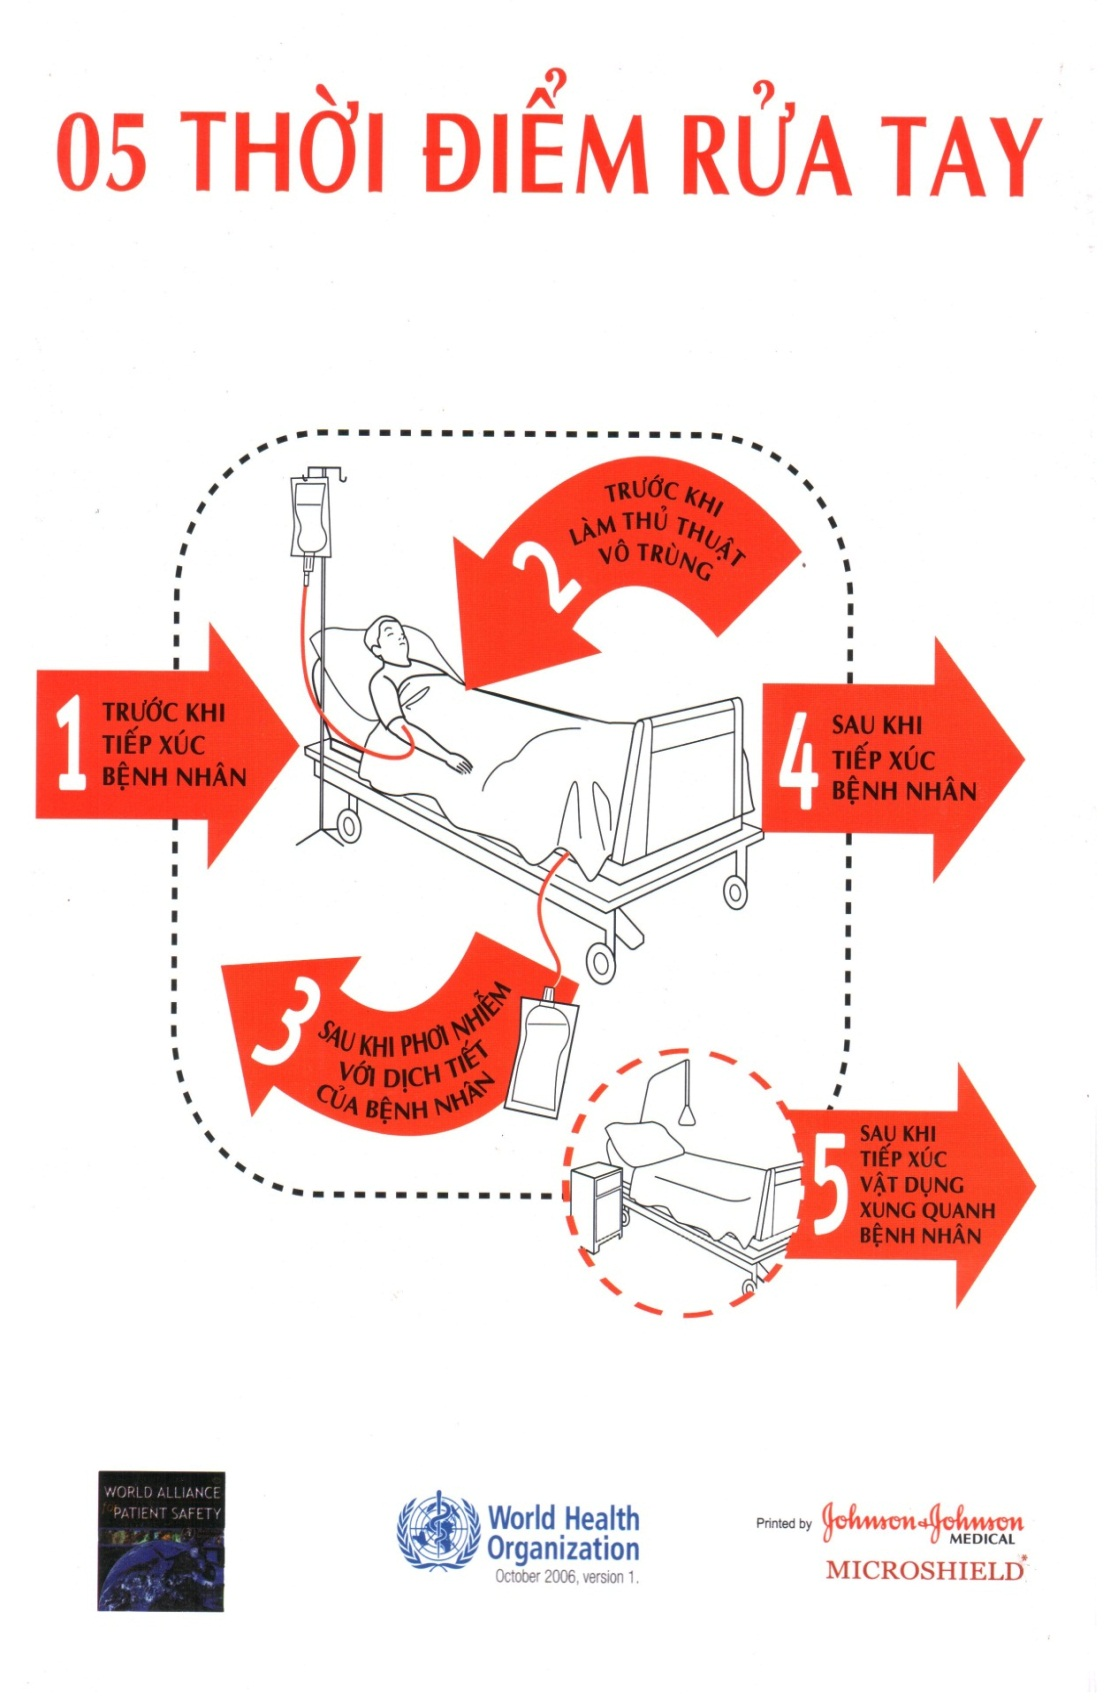 05 THỜI ĐIỂM RỬA TAY
TRƯỚC KHI
LÀM THỦ THUẬT
VÔ TRÙNG
2
1
TRƯỚC KHI
TIẾP XÚC
BỆNH NHÂN
4
SAU KHI
TIẾP XÚC
BỆNH NHÂN
3
SAU KHI PHƠI NHIỄM
VỚI DỊCH TIẾT
CỦA BỆNH NHÂN
5
SAU KHI
TIẾP XÚC
VẬT DỤNG
XUNG QUANH
BỆNH NHÂN
WORLD ALLIANCE
for PATIENT SAFETY
World Health
Organization
October 2006, version 1.
Printed by Johnson & Johnson
MEDICAL
MICROSHIELD*